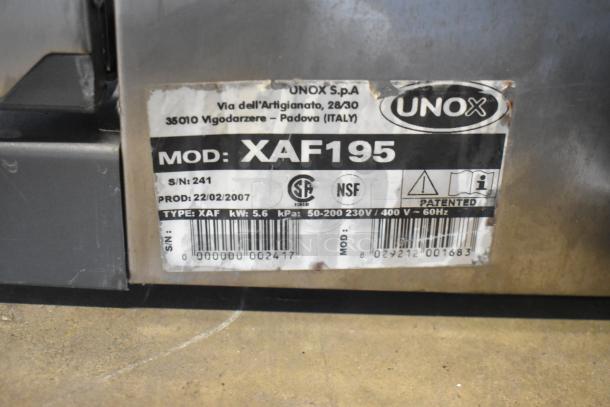 UNOX S.p.A
Via dell'Artigianato, 28/30
35010 Vigodarzere – Padova (ITALY)
UNOX
MOD: XAF195
S/N: 241
PROD: 22/02/2007
NSF
i
PATENTED
TYPE: XAF kW: 5.6 kPa: 50-200 230V / 400 V ~ 60Hz
S/N:
0 000000 002417
MOD:
8 029212 001683